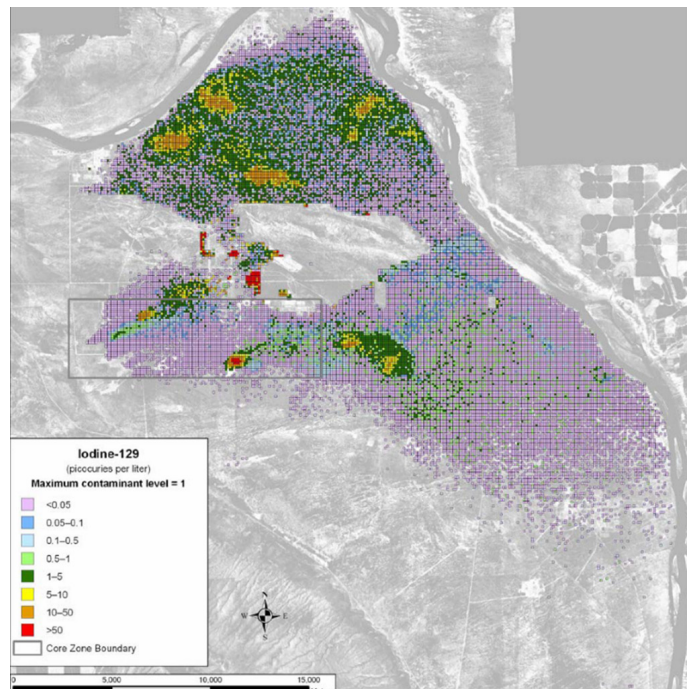 Iodine-129
(picocuries per liter)
Maximum contaminant level = 1
<0.05
0.05–0.1
0.1–0.5
0.5–1
1–5
5–10
10–50
>50
Core Zone Boundary
N
W E
S
0 5,000 10,000 15,000